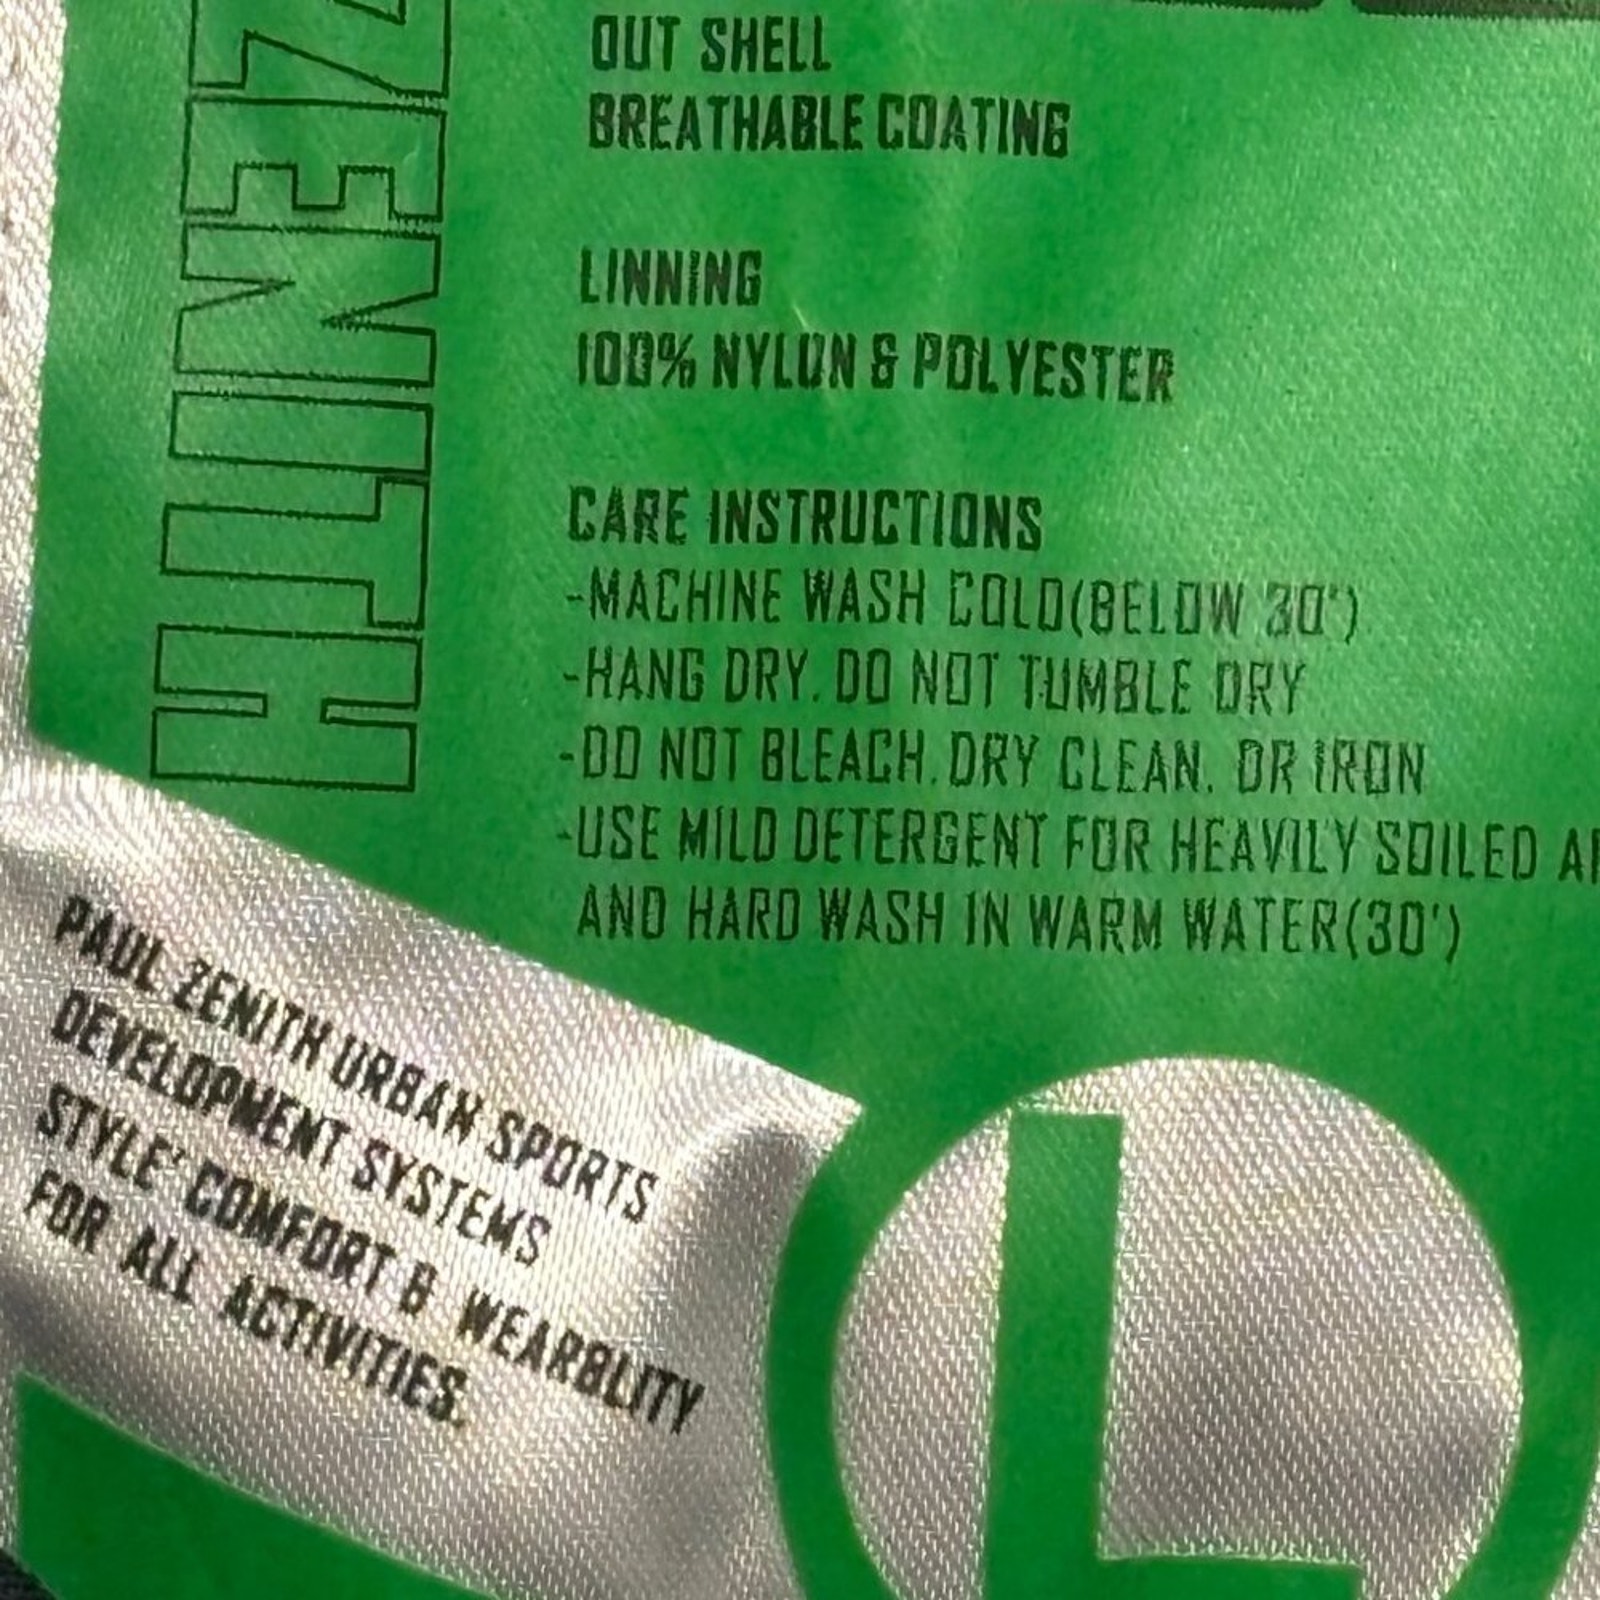 ZENITH
OUT SHELL
BREATHABLE COATING
LINNING
100% NYLON & POLYESTER
CARE INSTRUCTIONS
-MACHINE WASH COLD(BELOW 30°)
-HANG DRY. DO NOT TUMBLE DRY
-DO NOT BLEACH. DRY CLEAN. OR IRON
-USE MILD DETERGENT FOR HEAVILY SOILED
AND HARD WASH IN WARM WATER(30')
PAUL ZENITH URBAN SPORTS
DEVELOPMENT SYSTEMS
STYLE' COMFORT & WEARBLITY
FOR ALL ACTIVITIES.
L